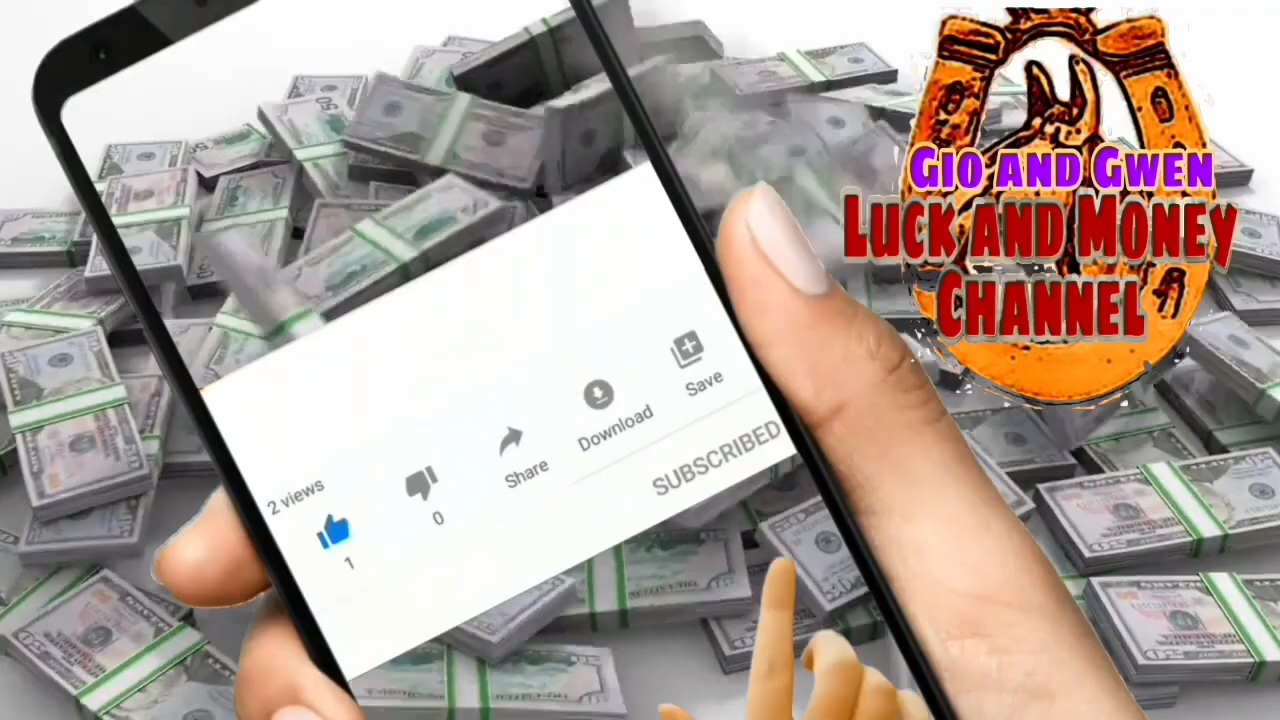 Gio and Gwen
Luck and Money
Channel
2 views
1
0
Share
Download
Save
SUBSCRIBED